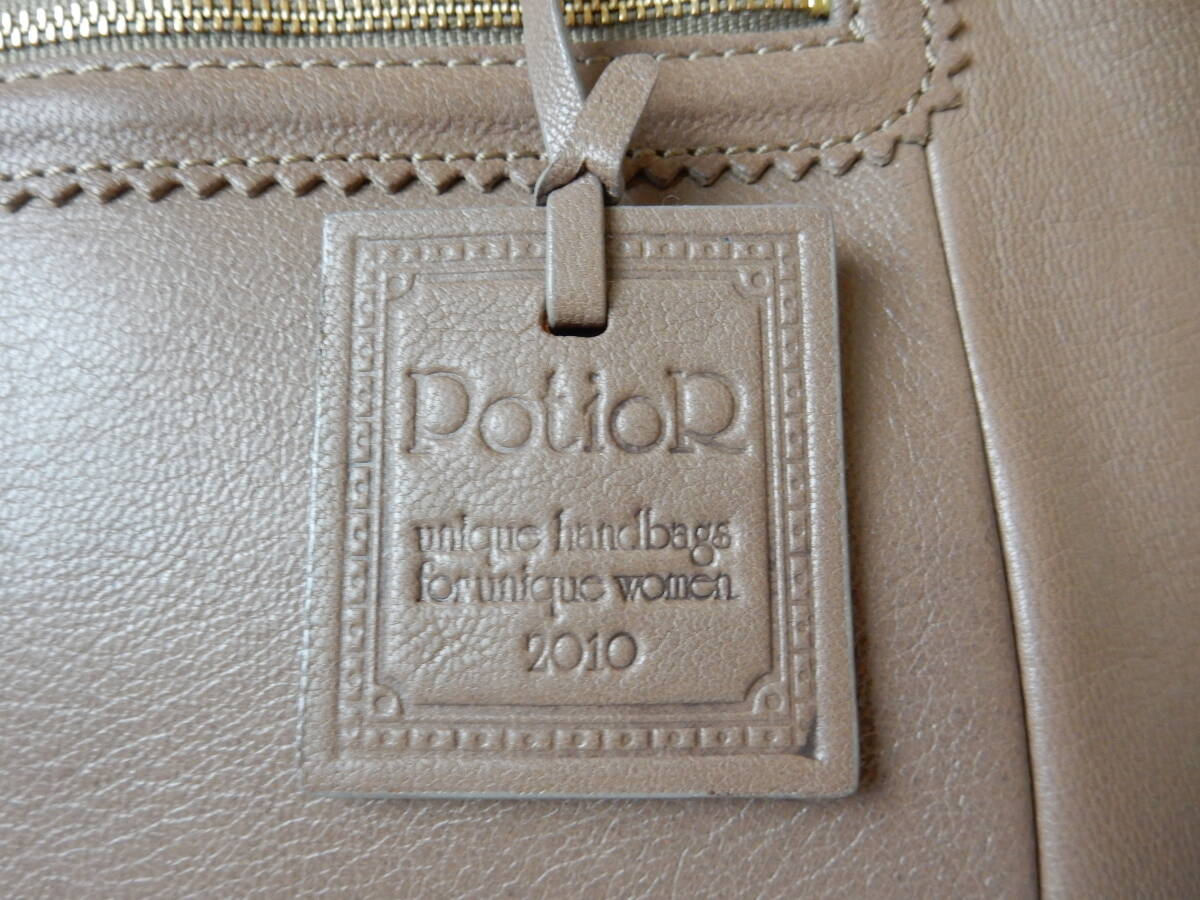 PotioR
unique handbags
for unique women
2010